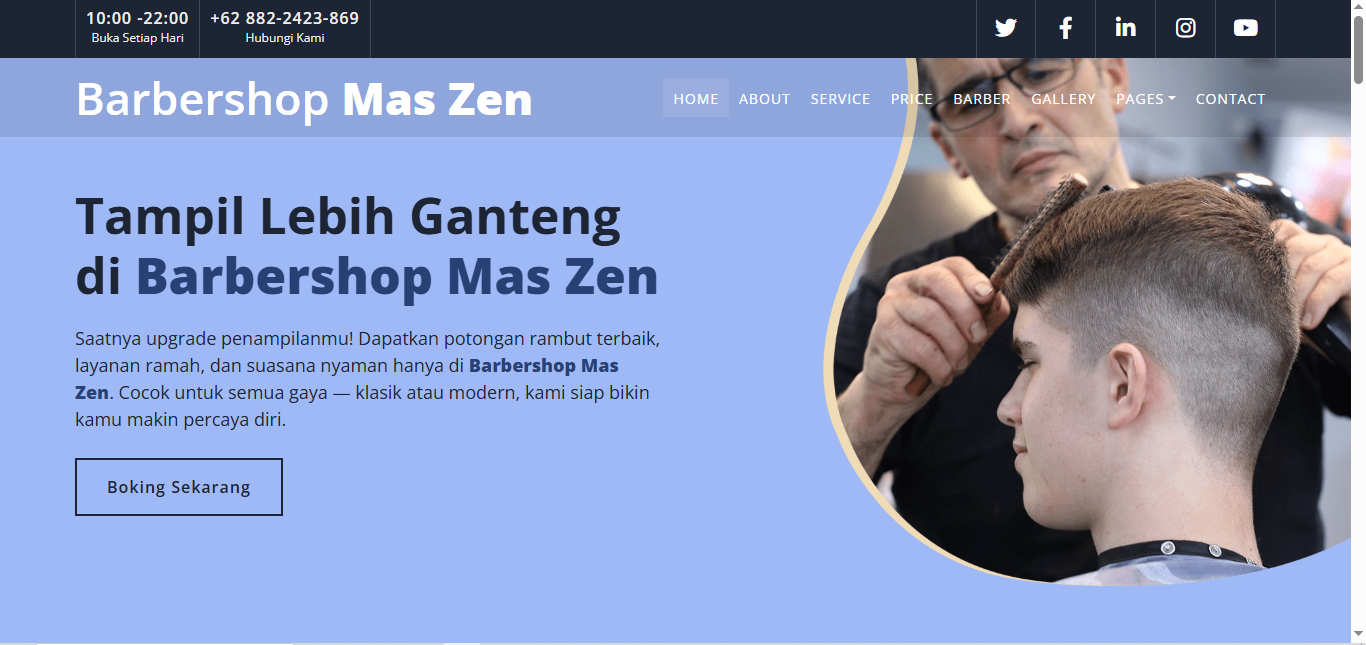 10:00 -22:00
Buka Setiap Hari
+62 882-2423-869
Hubungi Kami
Barbershop Mas Zen
HOME ABOUT SERVICE PRICE BARBER GALLERY PAGES CONTACT
Tampil Lebih Ganteng
di Barbershop Mas Zen
Saatnya upgrade penampilanmu! Dapatkan potongan rambut terbaik,
layanan ramah, dan suasana nyaman hanya di Barbershop Mas
Zen. Cocok untuk semua gaya — klasik atau modern, kami siap bikin
kamu makin percaya diri.
Boking Sekarang